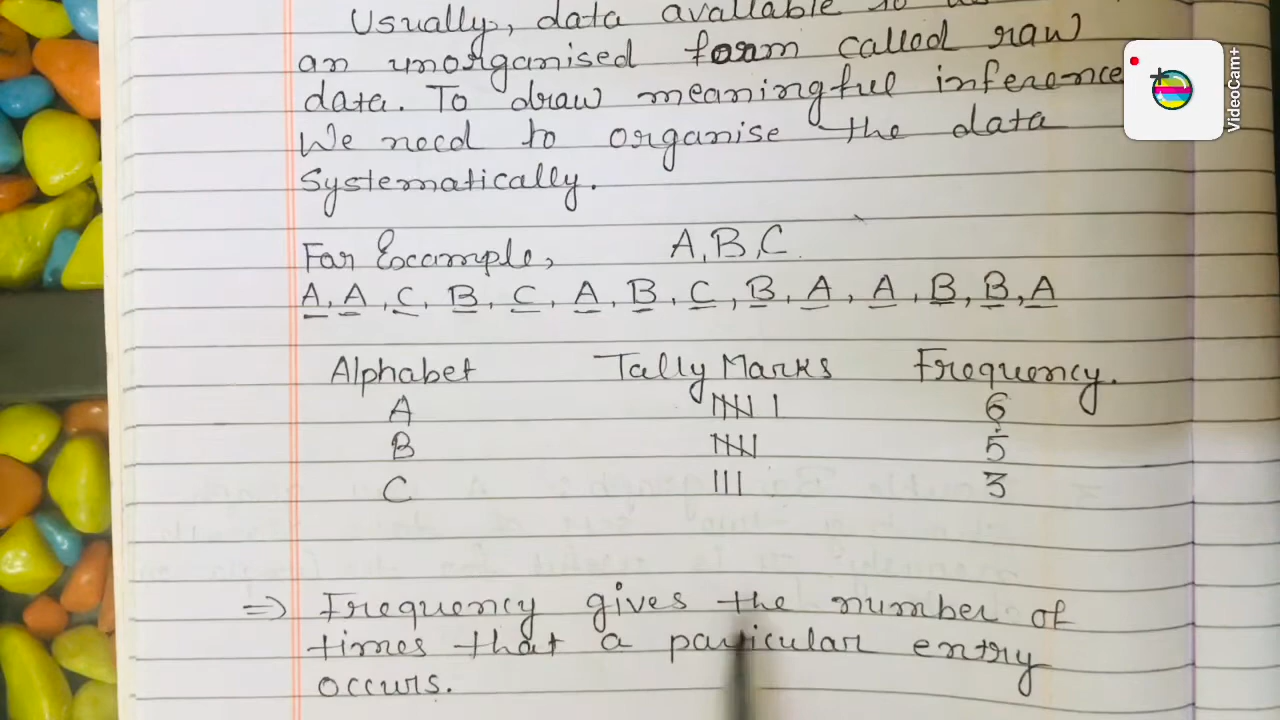 Usually, data available to
an unorganised form called raw
data. To draw meaningful inference
We need to organise the data
Systematically.
For Example, A, B, C.
A, A, C, B, C, A, B, C, B, A, A, B, B, A
Alphabet Tally Marks Frequency.
A 𝍸 | 6
B 𝍸 5
C ||| 3
=> Frequency gives the number of
times that a particular entry
occurs.
VideoCam+